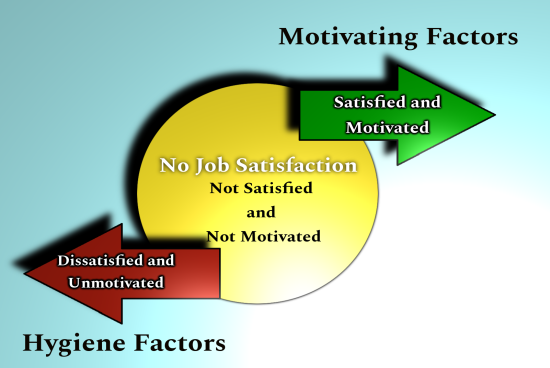 Motivating Factors
Satisfied and
Motivated
No Job Satisfaction
Not Satisfied
and
Not Motivated
Dissatisfied and
Unmotivated
Hygiene Factors